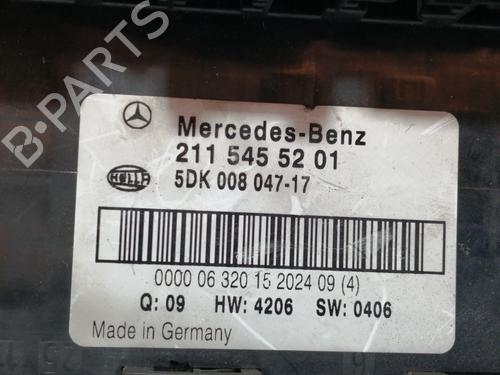 Mercedes-Benz
211 545 52 01
HELLA
5DK 008 047-17
0000 06 320 15 2024 09 (4)
Q: 09 HW: 4206 SW: 0406
Made in Germany
B-PARTS